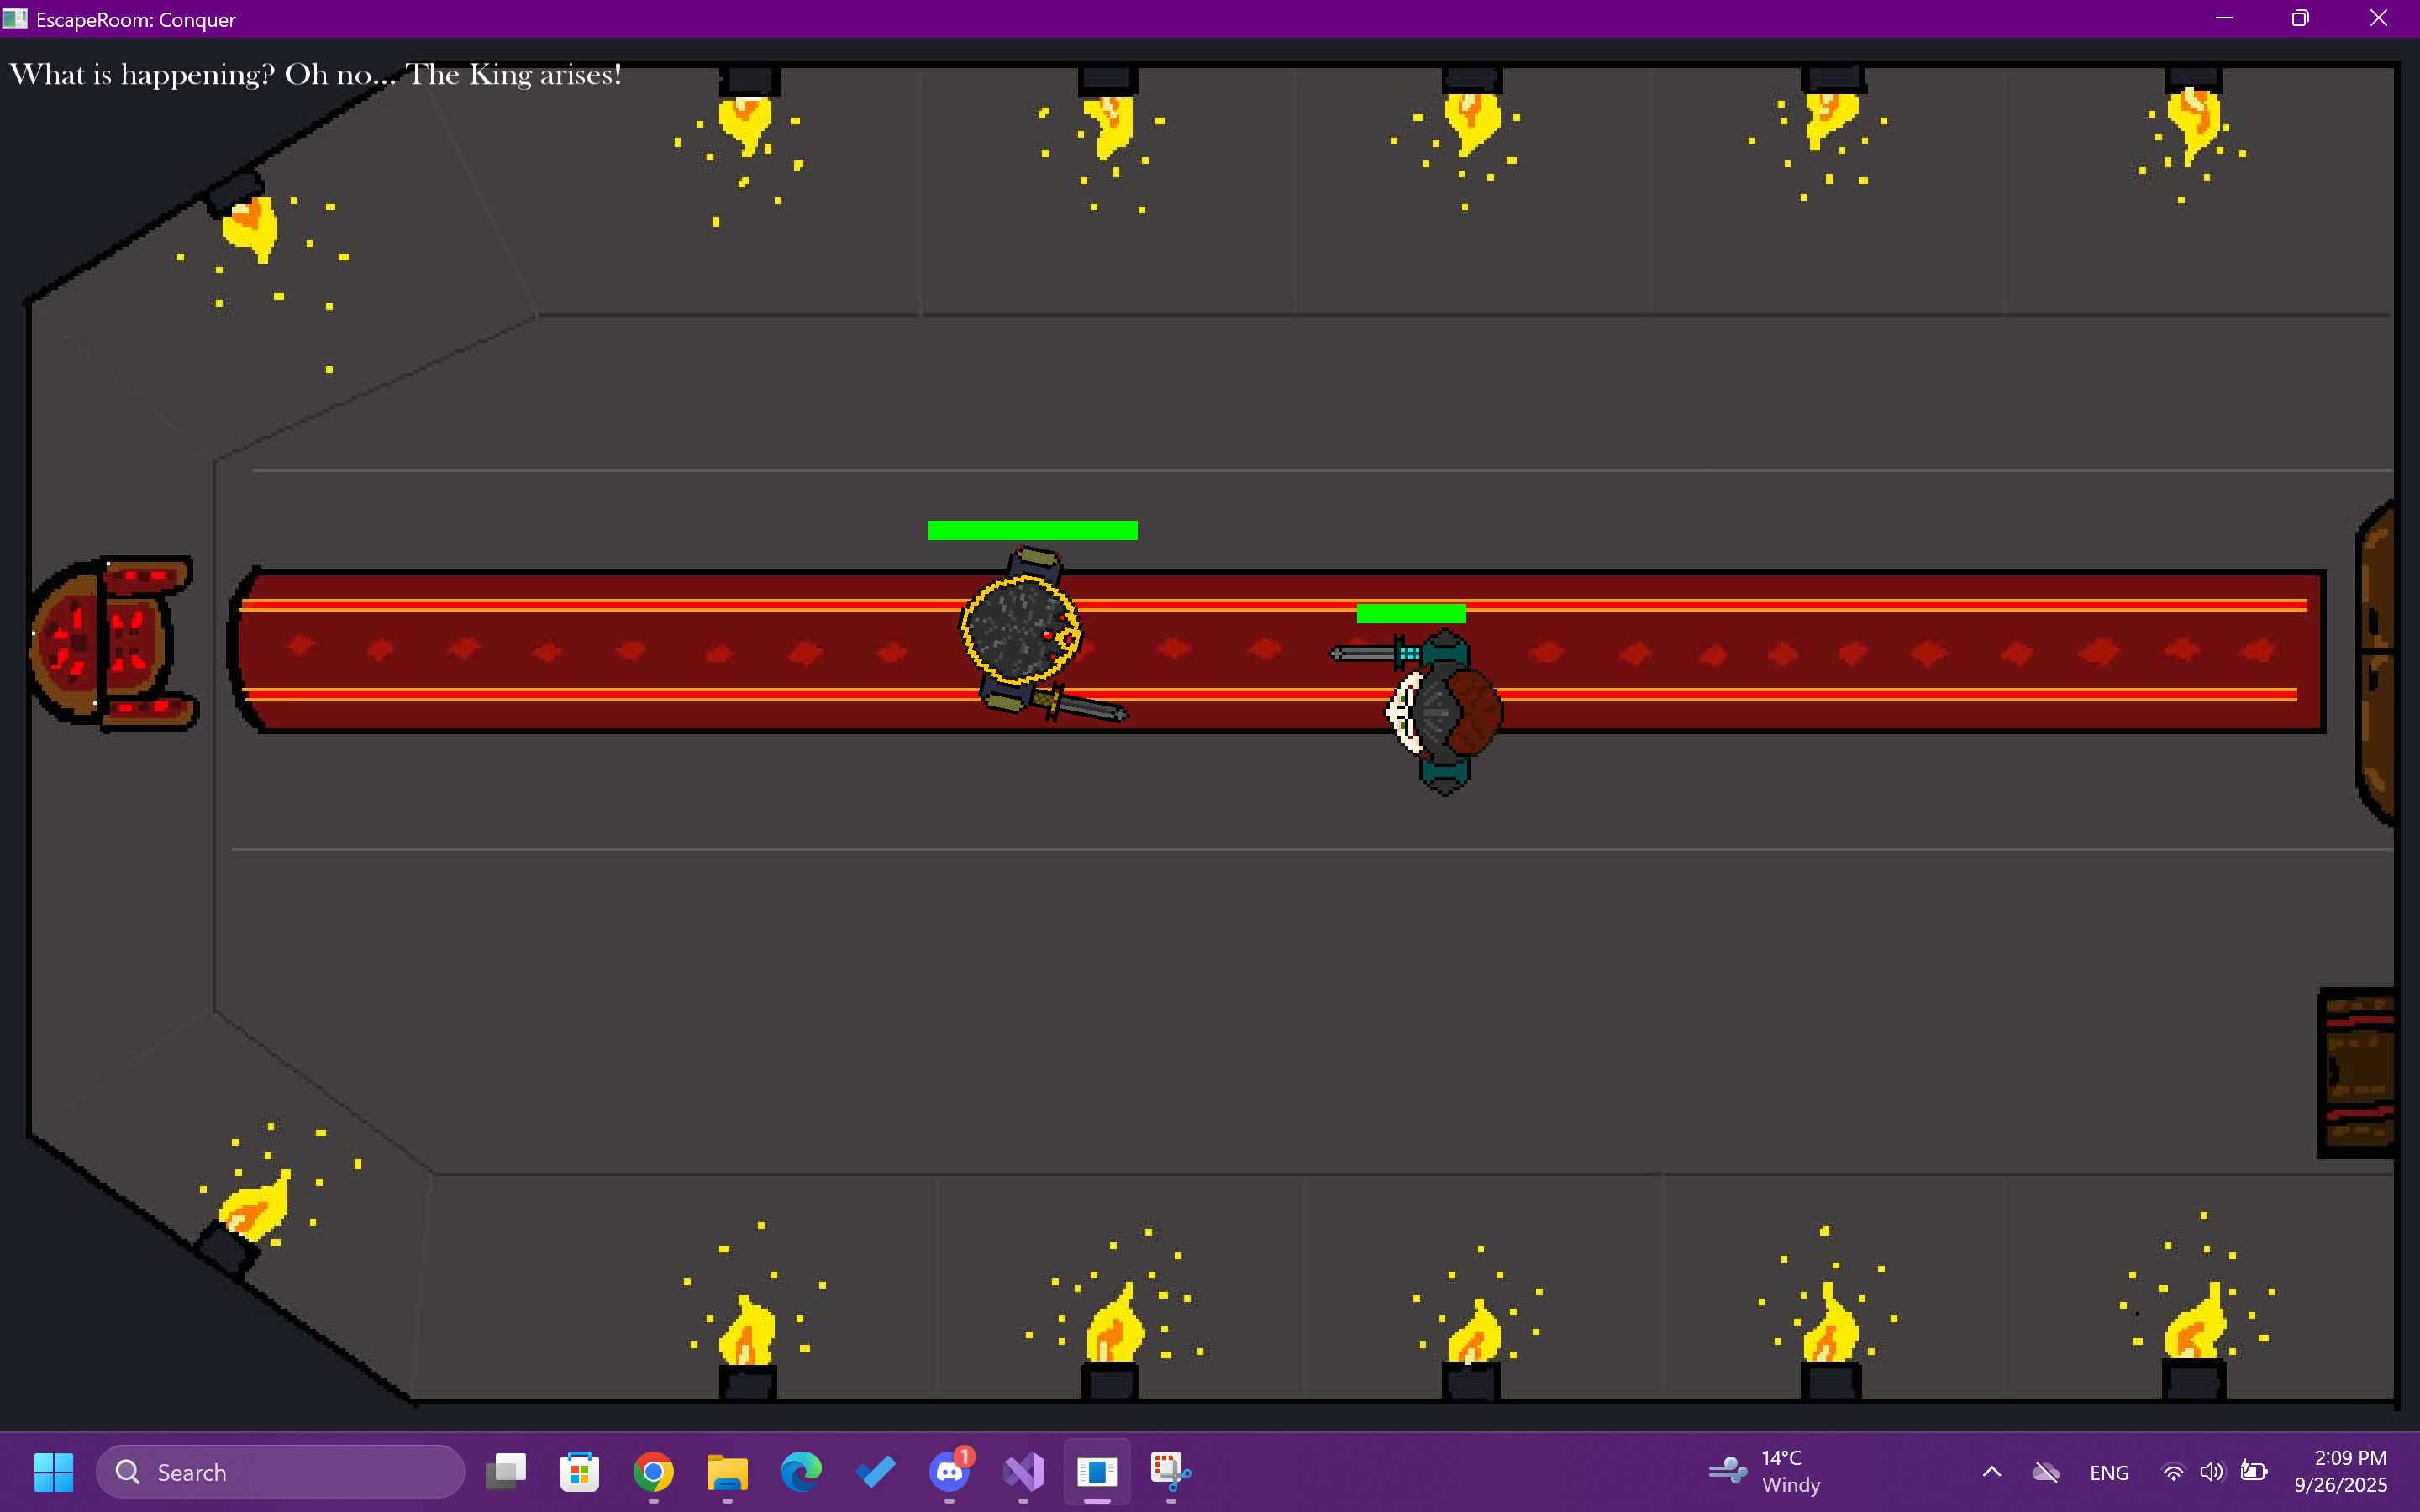 EscapeRoom: Conquer
What is happening? Oh no... The King arises!
Search
1
14°C
Windy
ENG
2:09 PM
9/26/2025